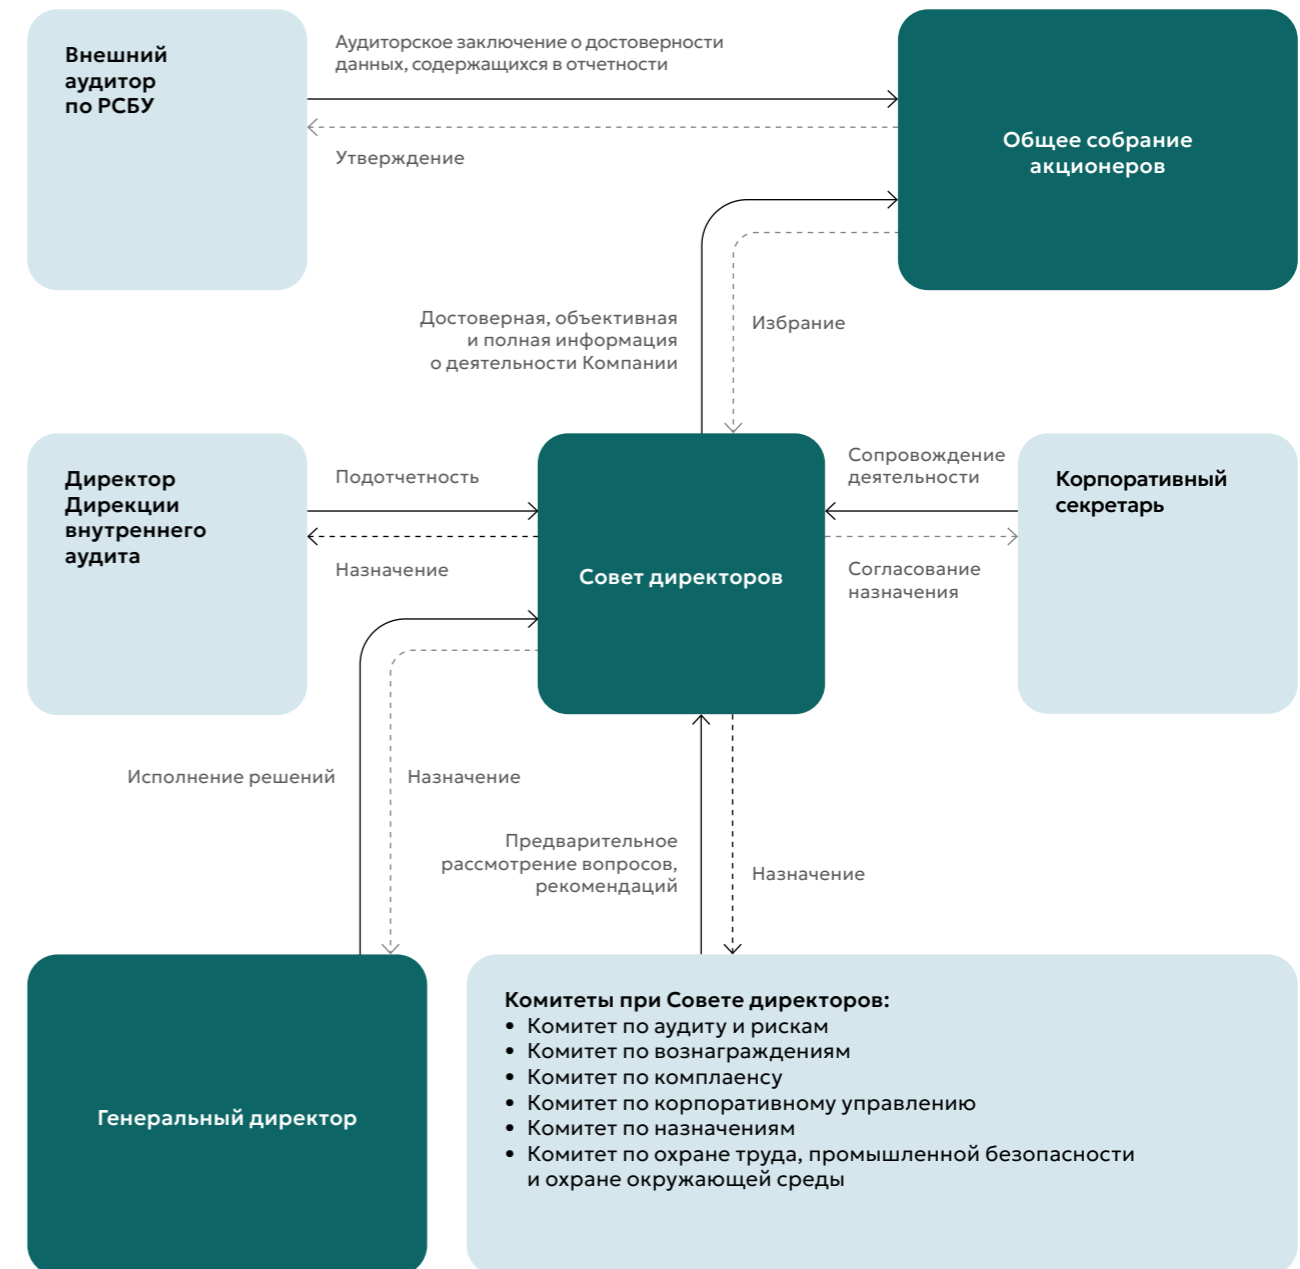 Внешний
аудитор
по РСБУ
Аудиторское заключение о достоверности
данных, содержащихся в отчетности
Утверждение
Общее собрание
акционеров
Достоверная, объективная
и полная информация
о деятельности Компании
Избрание
Директор
Дирекции
внутреннего
аудита
Подотчетность
Назначение
Совет директоров
Сопровождение
деятельности
Согласование
назначения
Корпоративный
секретарь
Исполнение решений
Назначение
Предварительное
рассмотрение вопросов,
рекомендаций
Назначение
Генеральный директор
Комитеты при Совете директоров:
• Комитет по аудиту и рискам
• Комитет по вознаграждениям
• Комитет по комплаенсу
• Комитет по корпоративному управлению
• Комитет по назначениям
• Комитет по охране труда, промышленной безопасности
и охране окружающей среды